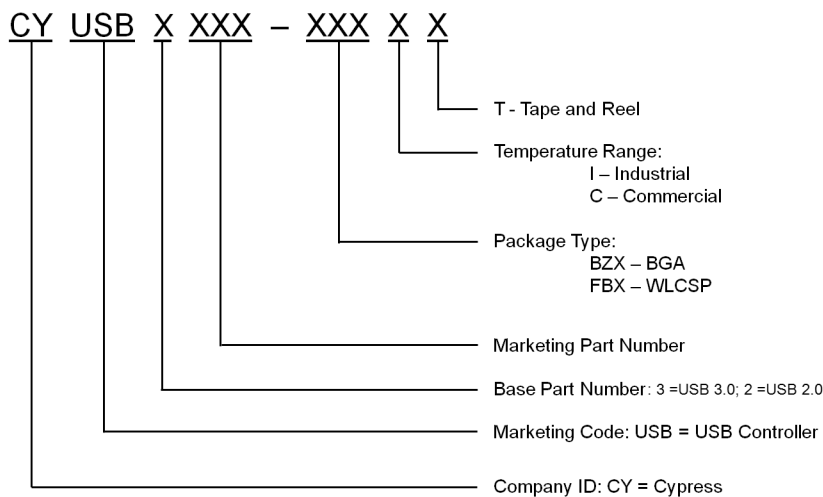 CY USB X XXX – XXX X X
T - Tape and Reel
Temperature Range:
I – Industrial
C – Commercial
Package Type:
BZX – BGA
FBX – WLCSP
Marketing Part Number
Base Part Number: 3 =USB 3.0; 2 =USB 2.0
Marketing Code: USB = USB Controller
Company ID: CY = Cypress